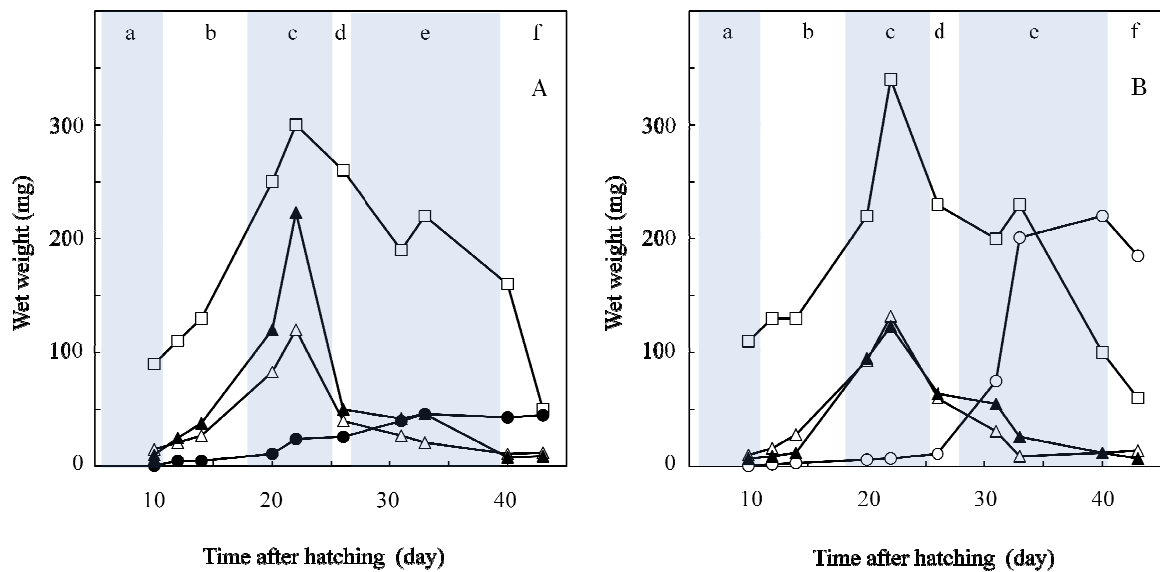 a b c d e f
A
300
200
100
0
10 20 30 40
Wet weight (mg)
Time after hatching (day)
a b c d c f
B
300
200
100
0
10 20 30 40
Wet weight (mg)
Time after hatching (day)